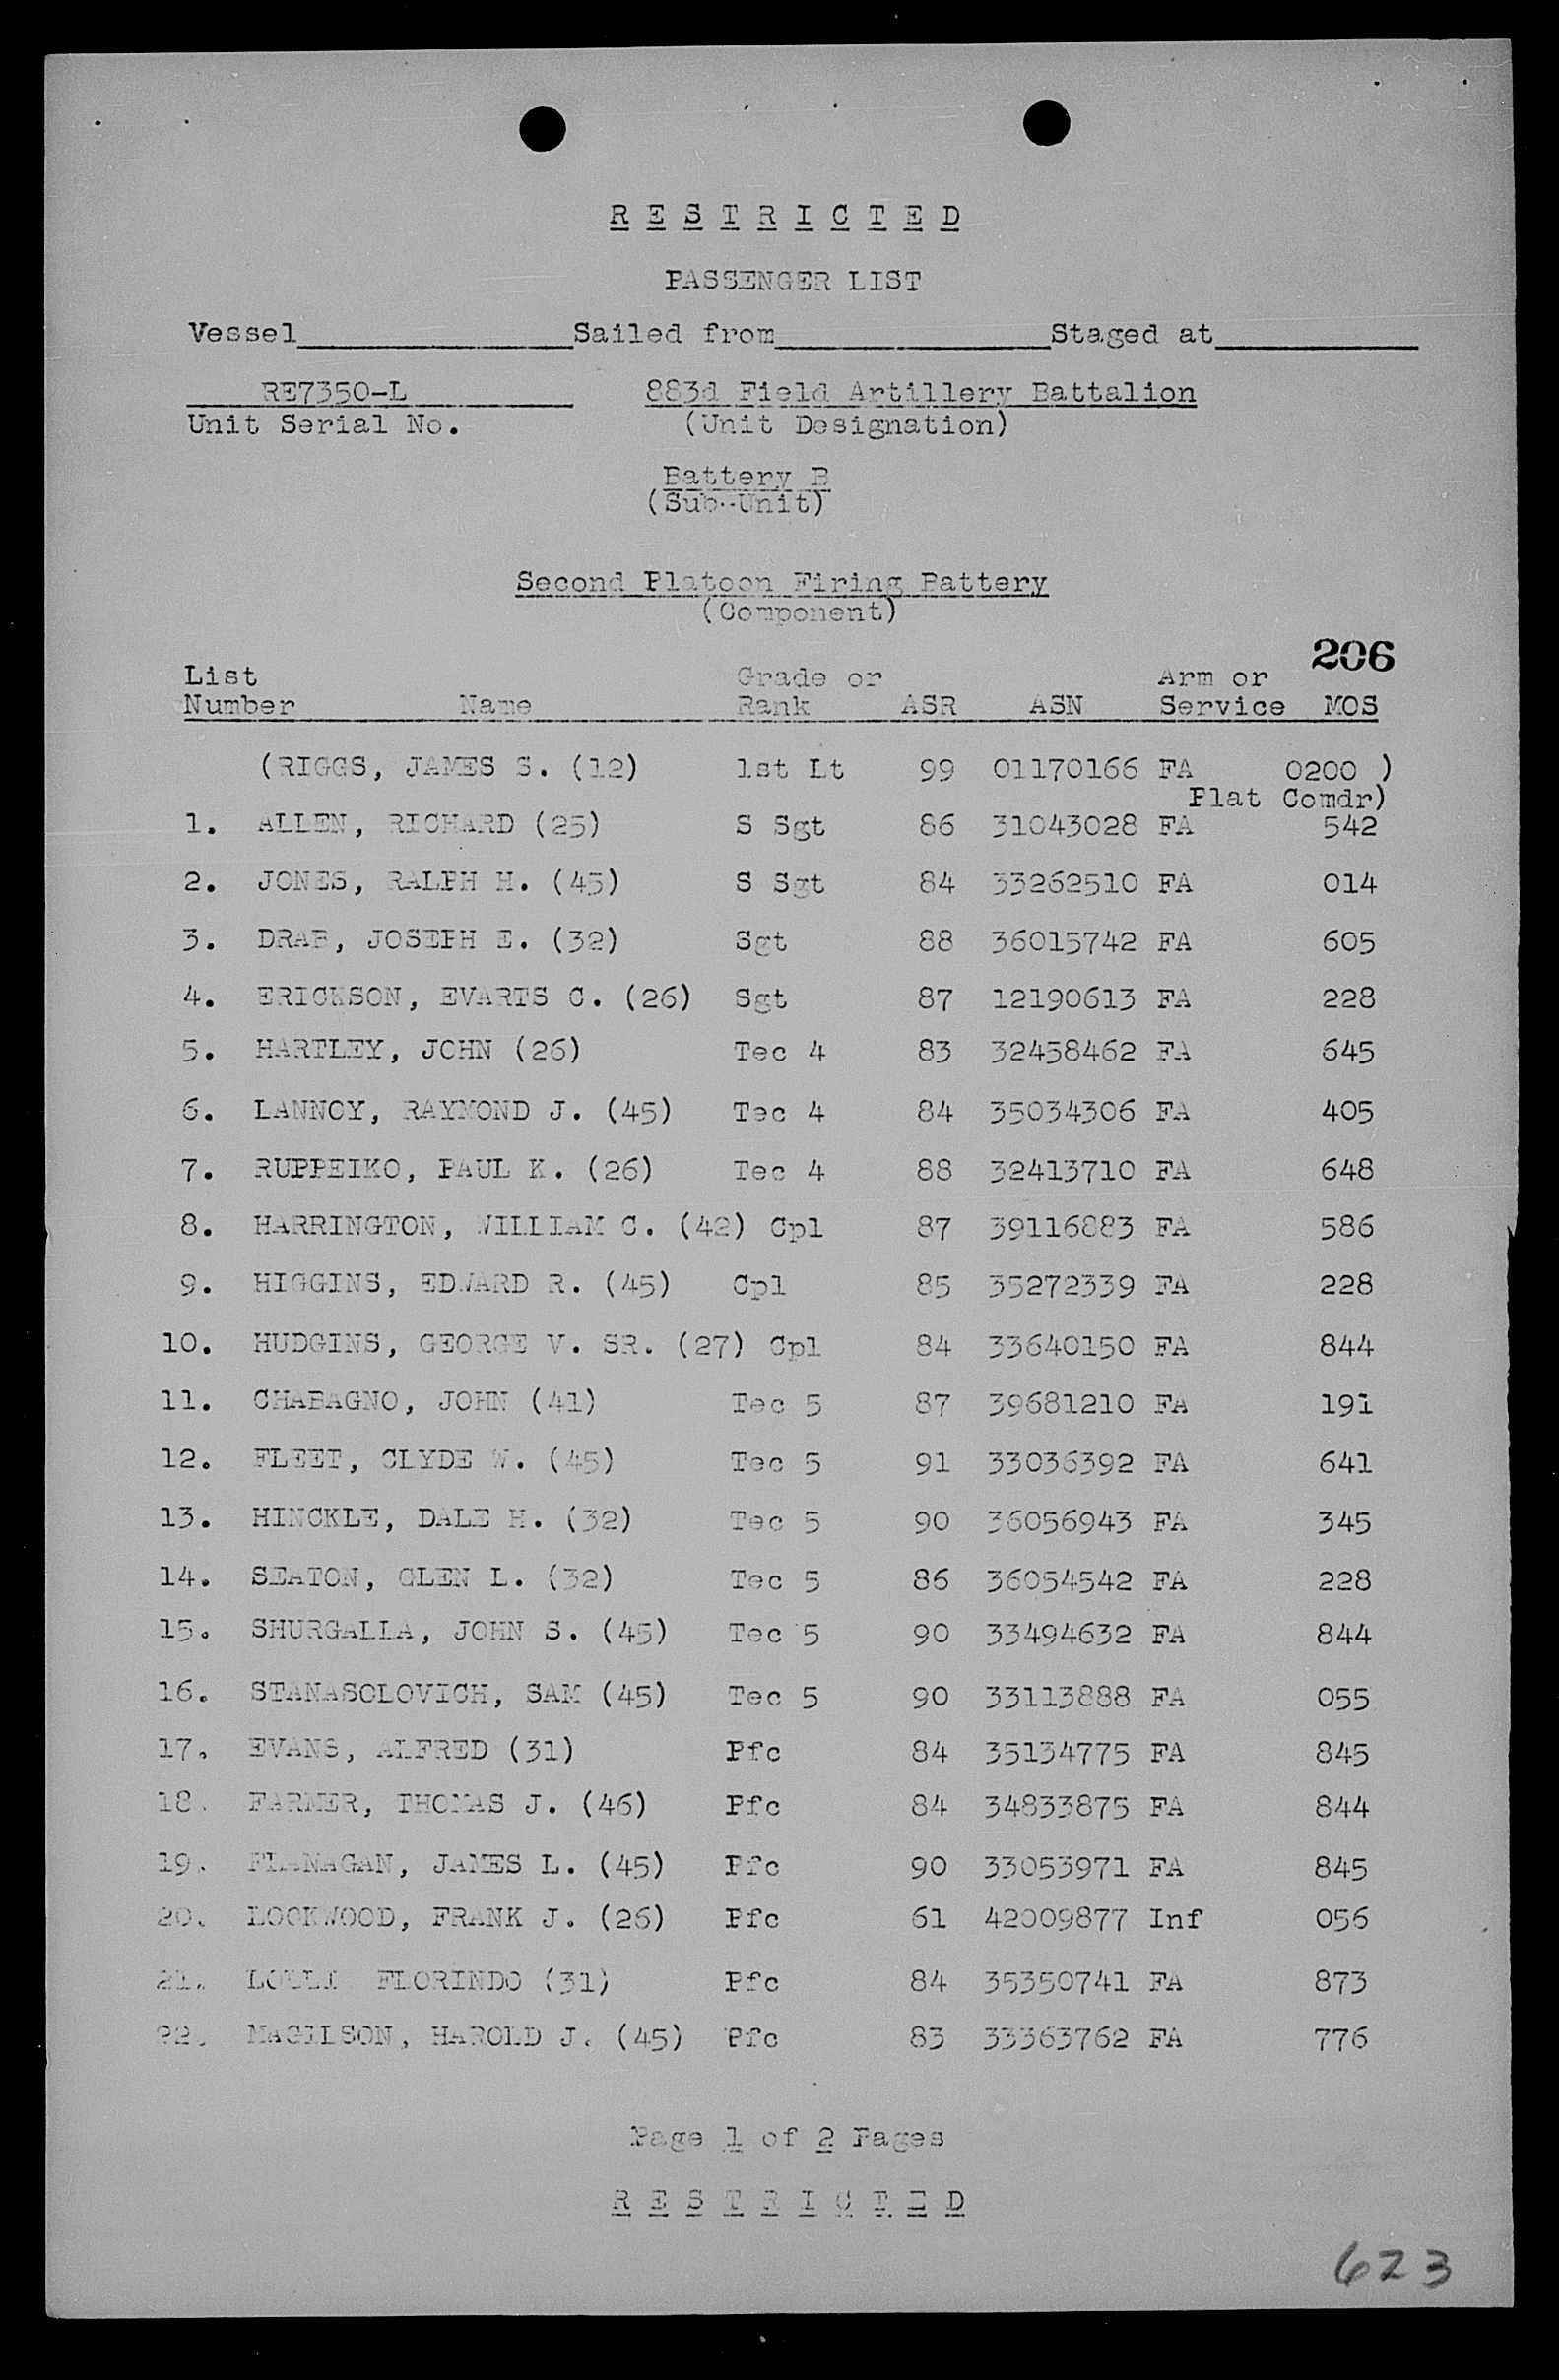 R E S T R I C T E D
PASSENGER LIST
Vessel Sailed from Staged at
RE7350-L 883d Field Artillery Battalion
Unit Serial No. (Unit Designation)
Battery B
(Sub-Unit)
Second Platoon Firing Battery
(Component)
206
List Grade or Arm or
Number Name Rank ASR ASN Service MOS
(RIGGS, JAMES S. (12) 1st Lt 99 01170166 FA 0200 )
Plat Comdr)
1. ALLEN, RICHARD (25) S Sgt 86 31043028 FA 542
2. JONES, RALPH H. (45) S Sgt 84 33262510 FA 014
3. DRAB, JOSEPH E. (32) Sgt 88 36015742 FA 605
4. ERICKSON, EVARTS C. (26) Sgt 87 12190613 FA 228
5. HARTLEY, JOHN (26) Tec 4 83 32458462 FA 645
6. LANNOY, RAYMOND J. (45) Tec 4 84 35034306 FA 405
7. RUPPEIKO, PAUL K. (26) Tec 4 88 32413710 FA 648
8. HARRINGTON, WILLIAM C. (42) Cpl 87 39116883 FA 586
9. HIGGINS, EDWARD R. (45) Cpl 85 35272339 FA 228
10. HUDGINS, GEORGE V. SR. (27) Cpl 84 33640150 FA 844
11. CHABAGNO, JOHN (41) Tec 5 87 39681210 FA 191
12. FLEET, CLYDE W. (45) Tec 5 91 33036392 FA 641
13. HINCKLE, DALE H. (32) Tec 5 90 36056943 FA 345
14. SEATON, GLEN L. (32) Tec 5 86 36054542 FA 228
15. SHURGALLA, JOHN S. (45) Tec 5 90 33494632 FA 844
16. STANASOLOVICH, SAM (45) Tec 5 90 33113888 FA 055
17. EVANS, ALFRED (31) Pfc 84 35134775 FA 845
18. FARMER, THOMAS J. (46) Pfc 84 34833875 FA 844
19. FLANAGAN, JAMES L. (45) Pfc 90 33053971 FA 845
20. LOCKWOOD, FRANK J. (26) Pfc 61 42009877 Inf 056
21. FLORINDO (31) Pfc 84 35350741 FA 873
22. MAGILSON, HAROLD J. (45) Pfc 83 33363762 FA 776
Page 1 of 2 Pages
R E S T R I C T E D
623